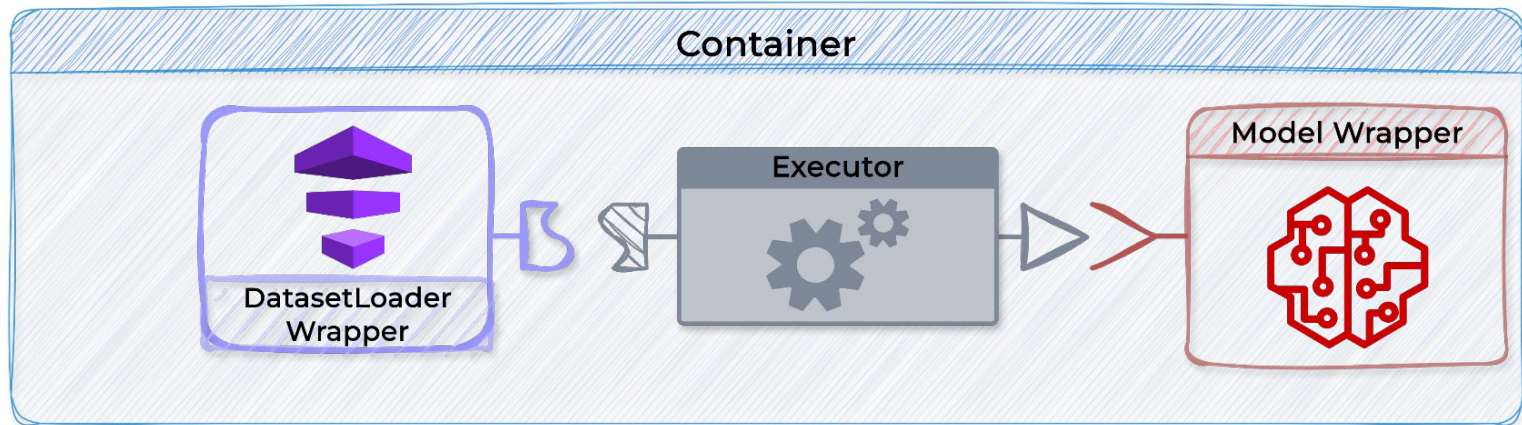 Container
DatasetLoader
Wrapper
Executor
Model Wrapper